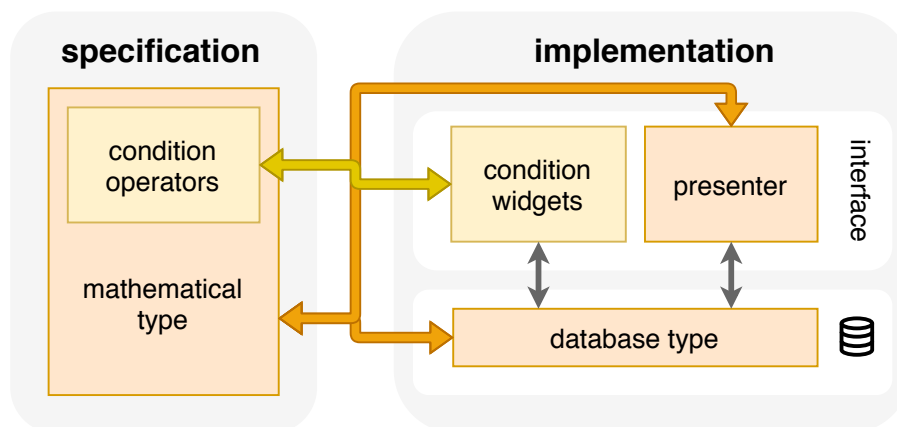 specification
condition
operators
mathematical
type
implementation
condition
widgets
presenter
interface
database type